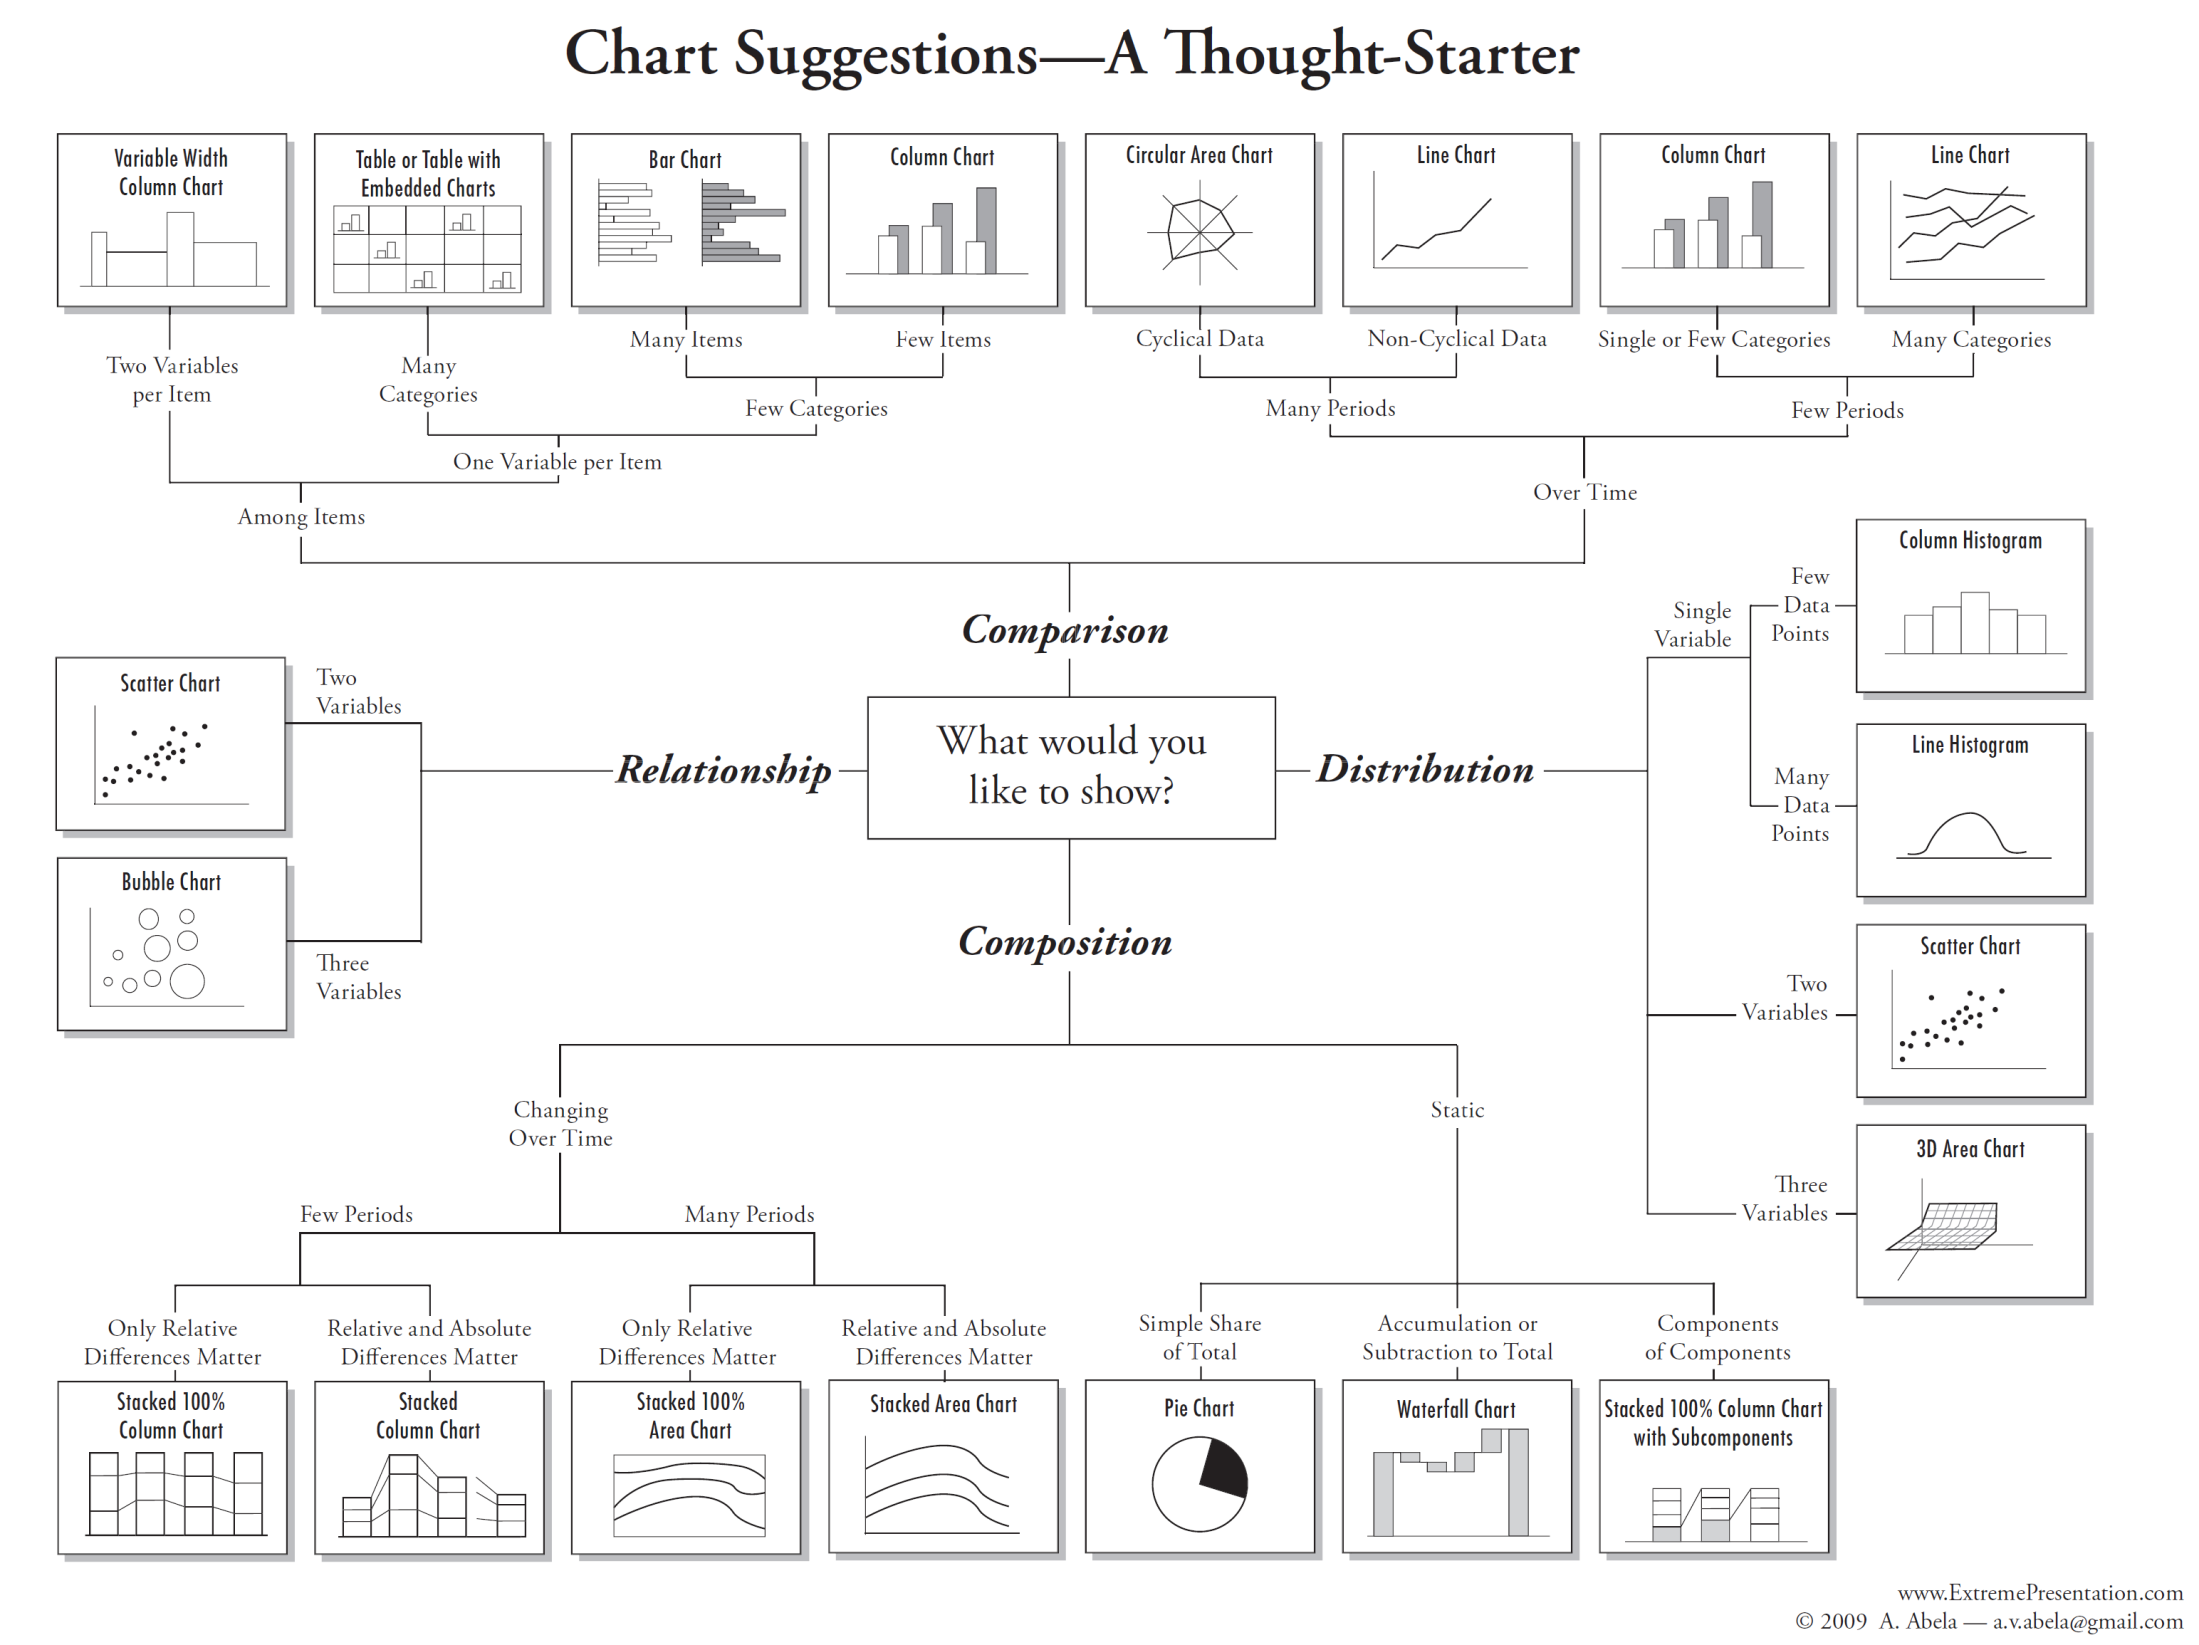 Chart Suggestions—A Thought-Starter
Variable Width
Column Chart
Table or Table with
Embedded Charts
Bar Chart
Column Chart
Circular Area Chart
Line Chart
Column Chart
Line Chart
Two Variables
per Item
Many
Categories
Many Items
Few Items
Cyclical Data
Non-Cyclical Data
Single or Few Categories
Many Categories
Few Categories
Many Periods
Few Periods
One Variable per Item
Over Time
Among Items
Comparison
What would you
like to show?
Relationship
Two
Variables
Scatter Chart
Three
Variables
Bubble Chart
Distribution
Single
Variable
Few
Data
Points
Column Histogram
Many
Data
Points
Line Histogram
Two
Variables
Scatter Chart
Three
Variables
3D Area Chart
Composition
Changing
Over Time
Static
Few Periods
Many Periods
Only Relative
Differences Matter
Relative and Absolute
Differences Matter
Only Relative
Differences Matter
Relative and Absolute
Differences Matter
Simple Share
of Total
Accumulation or
Subtraction to Total
Components
of Components
Stacked 100%
Column Chart
Stacked
Column Chart
Stacked 100%
Area Chart
Stacked Area Chart
Pie Chart
Waterfall Chart
Stacked 100% Column Chart
with Subcomponents
www.ExtremePresentation.com
© 2009 A. Abela — a.v.abela@gmail.com